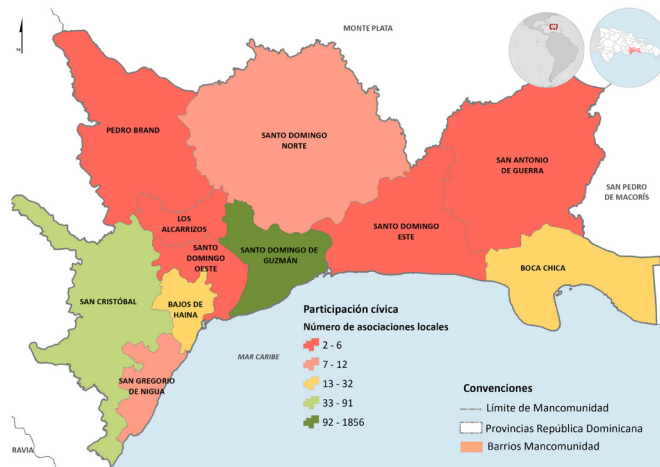 MONTE PLATA
N
PEDRO BRAND
SANTO DOMINGO
NORTE
SAN ANTONIO
DE GUERRA
SAN PEDRO
DE MACORÍS
LOS
ALCARRIZOS
SANTO
DOMINGO
OESTE
SANTO DOMINGO DE
GUZMÁN
SANTO DOMINGO
ESTE
BOCA CHICA
SAN CRISTÓBAL
BAJOS DE
HAINA
SAN GREGORIO
DE NIGUA
MAR CARIBE
RAVIA
Participación cívica
Número de asociaciones locales
2 - 6
7 - 12
13 - 32
33 - 91
92 - 1856
Convenciones
Límite de Mancomunidad
Provincias República Dominicana
Barrios Mancomunidad